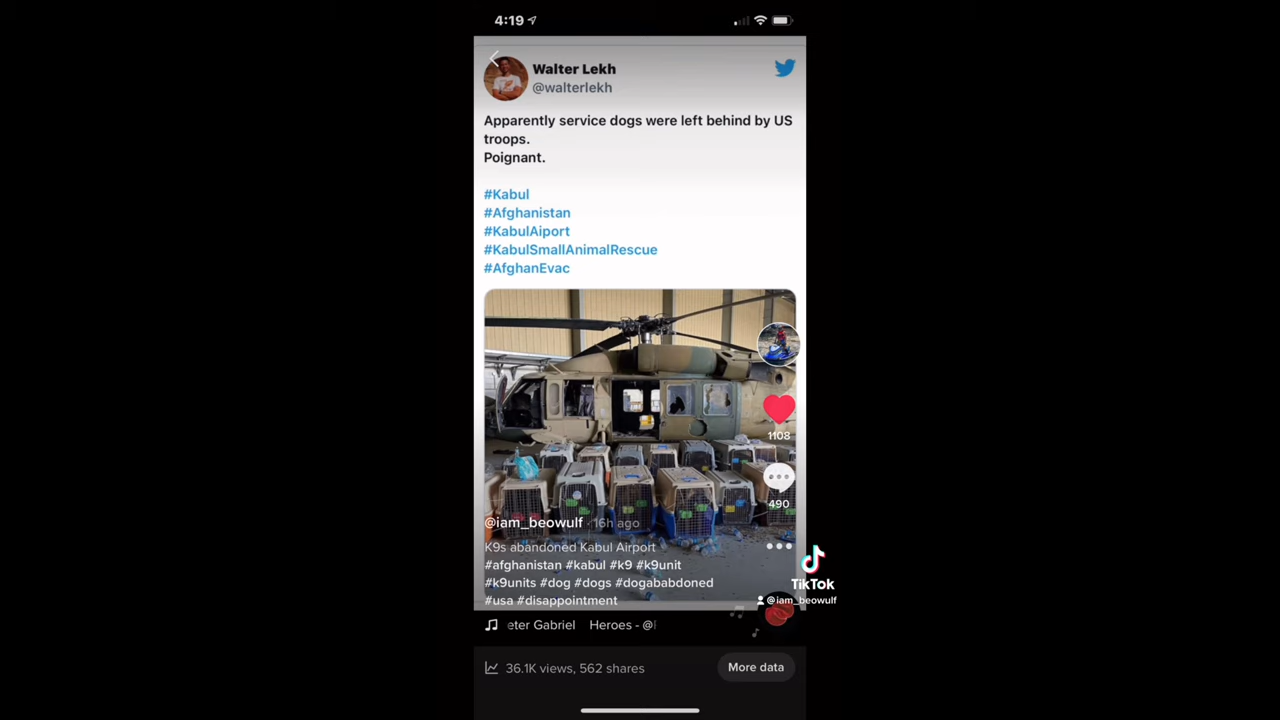 4:19
Walter Lekh
@walterlekh
Apparently service dogs were left behind by US
troops.
Poignant.
#Kabul
#Afghanistan
#KabulAiport
#KabulSmallAnimalRescue
#AfghanEvac
1108
490
@iam_beowulf · 16h ago
K9s abandoned Kabul Airport
#afghanistan #kabul #k9 #k9unit
#k9units #dog #dogs #dogababdoned
#usa #disappointment
TikTok
@iam_beowulf
eter Gabriel Heroes - @
36.1K views, 562 shares
More data